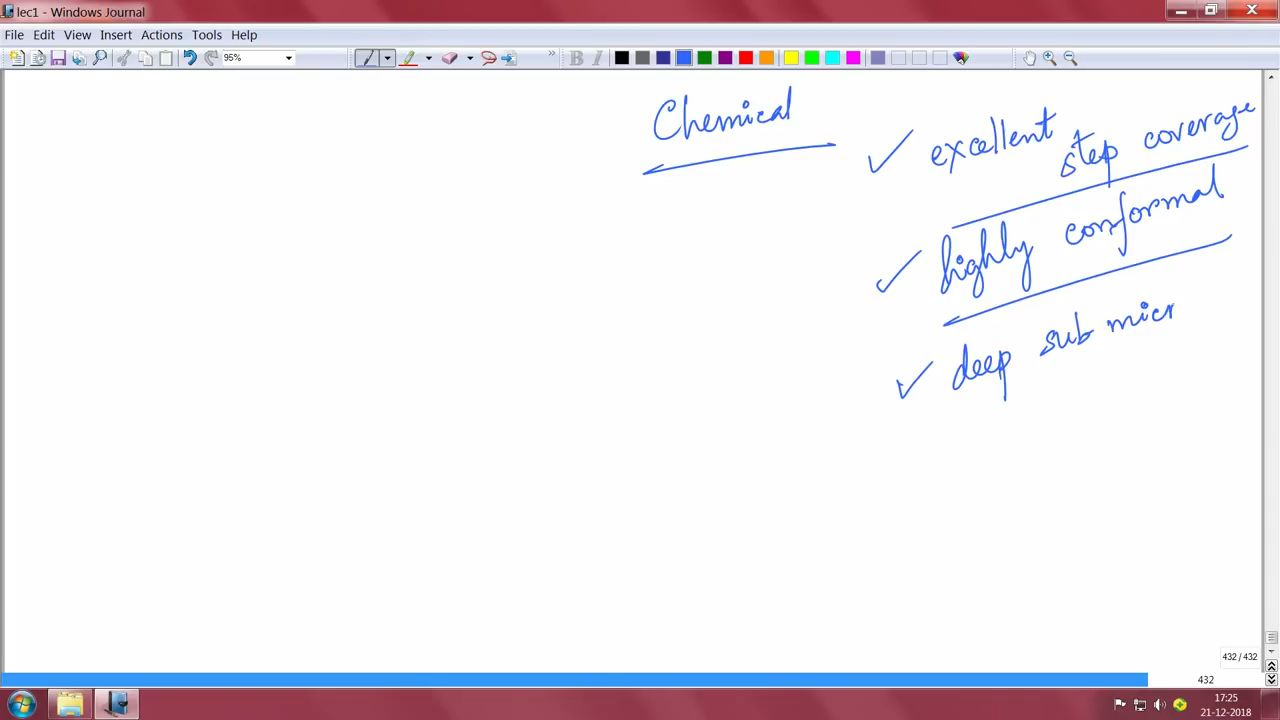 lec1 - Windows Journal
File Edit View Insert Actions Tools Help
95%
Chemical
✓ excellent step coverage
✓ highly conformal
✓ deep sub micr
432 / 432
432
17:25
21-12-2018